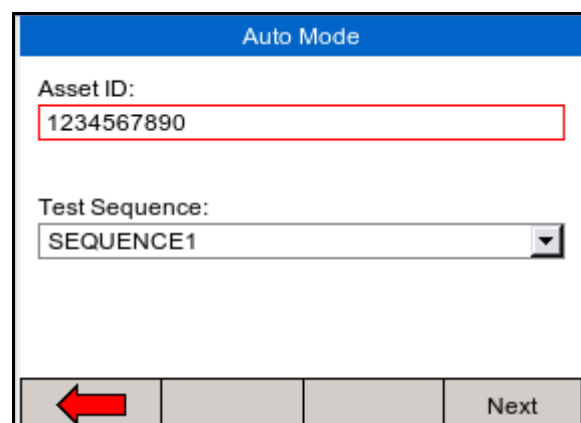 Auto Mode
Asset ID:
1234567890
Test Sequence:
SEQUENCE1
Next